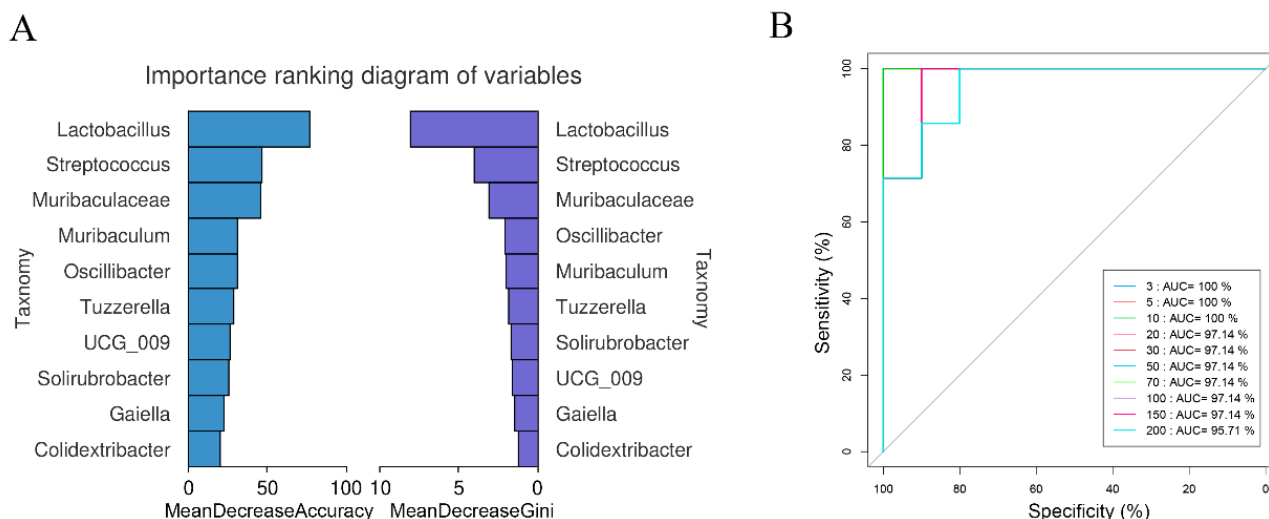 A
Importance ranking diagram of variables
Taxnomy
Lactobacillus
Streptococcus
Muribaculaceae
Muribaculum
Oscillibacter
Tuzzerella
UCG_009
Solirubrobacter
Gaiella
Colidextribacter
0 50 100
MeanDecreaseAccuracy
Lactobacillus
Streptococcus
Muribaculaceae
Oscillibacter
Muribaculum
Tuzzerella
Solirubrobacter
UCG_009
Gaiella
Colidextribacter
Taxnomy
10 5 0
MeanDecreaseGini
B
Sensitivity (%)
100
80
60
40
20
0
3 : AUC= 100 %
5 : AUC= 100 %
10 : AUC= 100 %
20 : AUC= 97.14 %
30 : AUC= 97.14 %
50 : AUC= 97.14 %
70 : AUC= 97.14 %
100 : AUC= 97.14 %
150 : AUC= 97.14 %
200 : AUC= 95.71 %
100 80 60 40 20 0
Specificity (%)